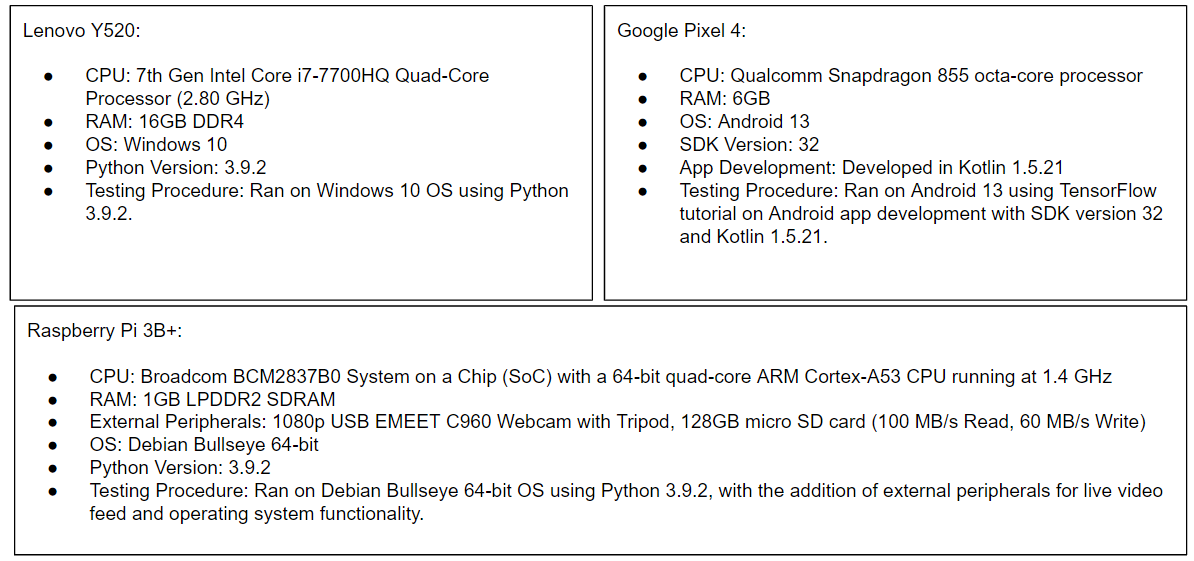 Lenovo Y520:
● CPU: 7th Gen Intel Core i7-7700HQ Quad-Core
Processor (2.80 GHz)
● RAM: 16GB DDR4
● OS: Windows 10
● Python Version: 3.9.2
● Testing Procedure: Ran on Windows 10 OS using Python
3.9.2.
Google Pixel 4:
● CPU: Qualcomm Snapdragon 855 octa-core processor
● RAM: 6GB
● OS: Android 13
● SDK Version: 32
● App Development: Developed in Kotlin 1.5.21
● Testing Procedure: Ran on Android 13 using TensorFlow
tutorial on Android app development with SDK version 32
and Kotlin 1.5.21.
Raspberry Pi 3B+:
● CPU: Broadcom BCM2837B0 System on a Chip (SoC) with a 64-bit quad-core ARM Cortex-A53 CPU running at 1.4 GHz
● RAM: 1GB LPDDR2 SDRAM
● External Peripherals: 1080p USB EMEET C960 Webcam with Tripod, 128GB micro SD card (100 MB/s Read, 60 MB/s Write)
● OS: Debian Bullseye 64-bit
● Python Version: 3.9.2
● Testing Procedure: Ran on Debian Bullseye 64-bit OS using Python 3.9.2, with the addition of external peripherals for live video
feed and operating system functionality.